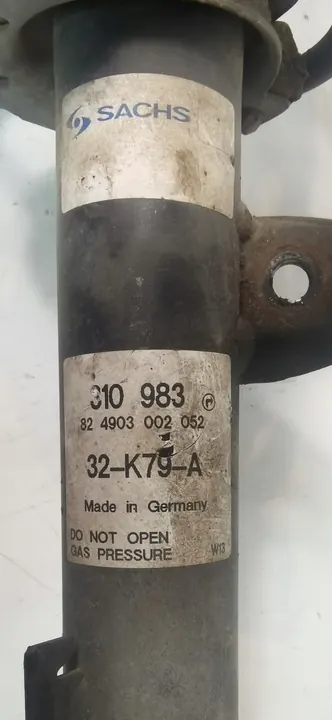 SACHS
310 983
82 4903 002 052
32-K79-A
Made in Germany
DO NOT OPEN
GAS PRESSURE W13